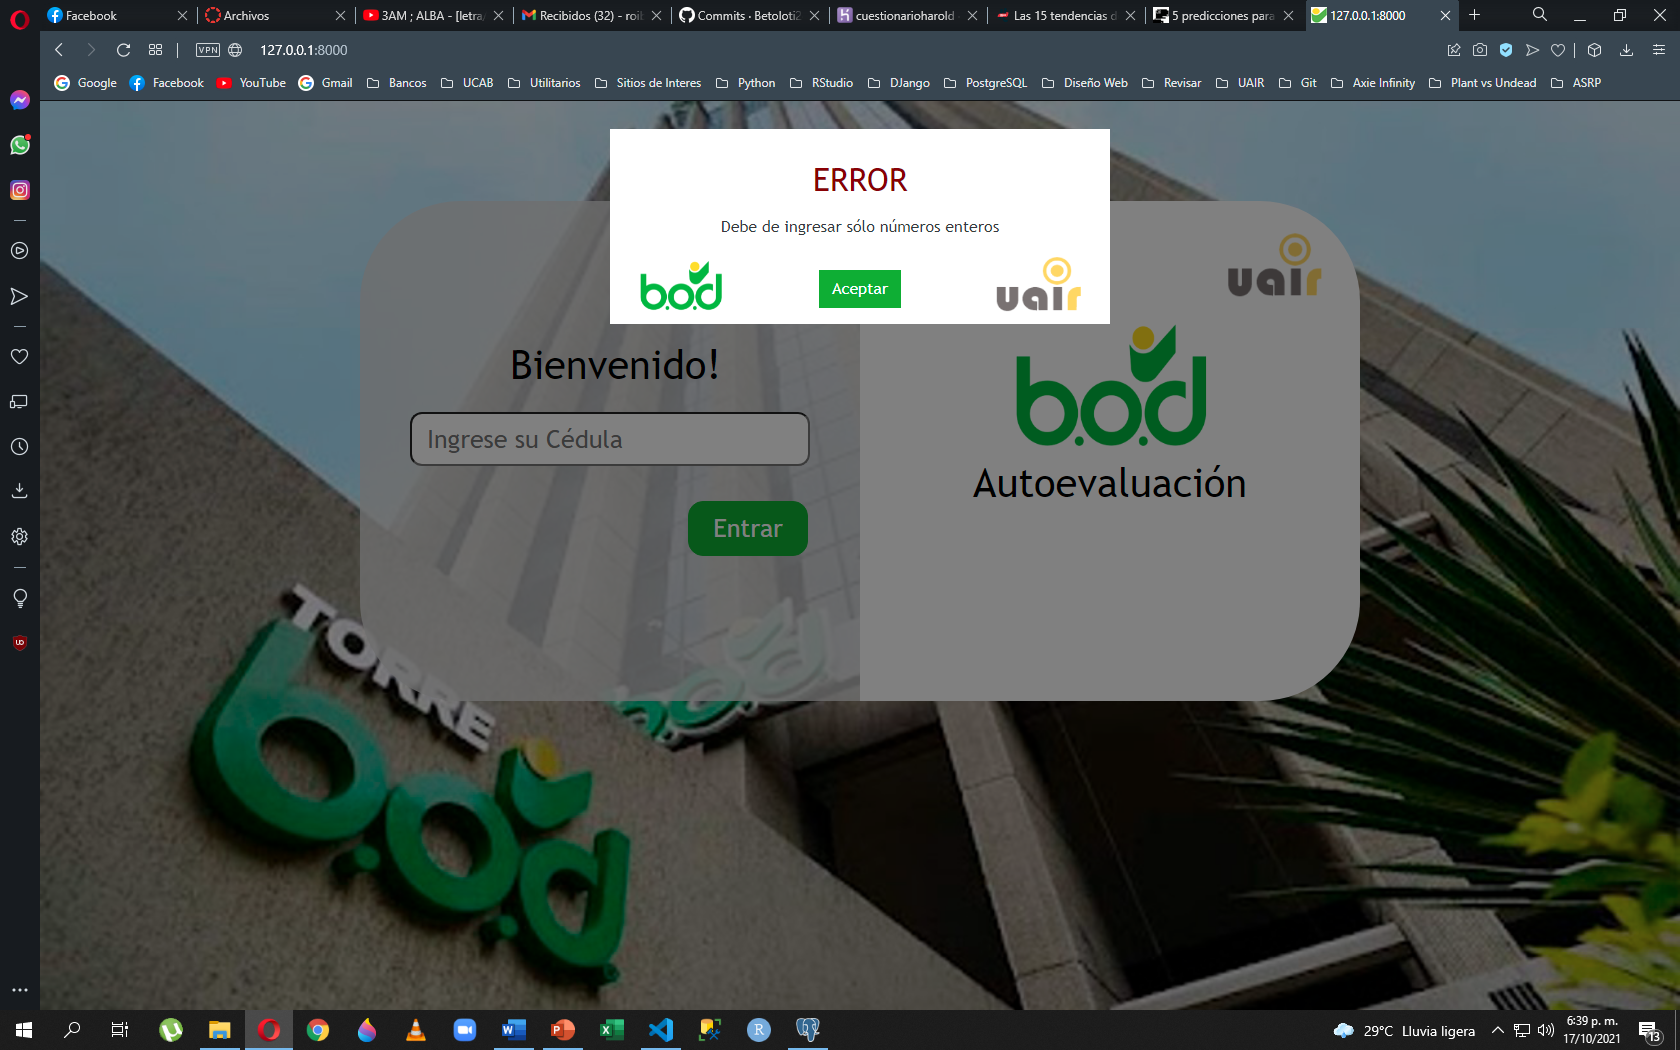 Facebook
Archivos
3AM ; ALBA - [letra/
Recibidos (32) - roil
Commits · Betoloti2
cuestionarioharold -
Las 15 tendencias d
5 predicciones para
127.0.0.1:8000
VPN
127.0.0.1:8000
Google
Facebook
YouTube
Gmail
Bancos
UCAB
Utilitarios
Sitios de Interes
Python
RStudio
DJango
PostgreSQL
Diseño Web
Revisar
UAIR
Git
Axie Infinity
Plant vs Undead
ASRP
ERROR
Debe de ingresar sólo números enteros
b.o.d
Aceptar
uair
uair
Bienvenido!
Ingrese su Cédula
Entrar
b.o.d
Autoevaluación
TORRE
b.o.d
29°C Lluvia ligera
6:39 p. m.
17/10/2021
13